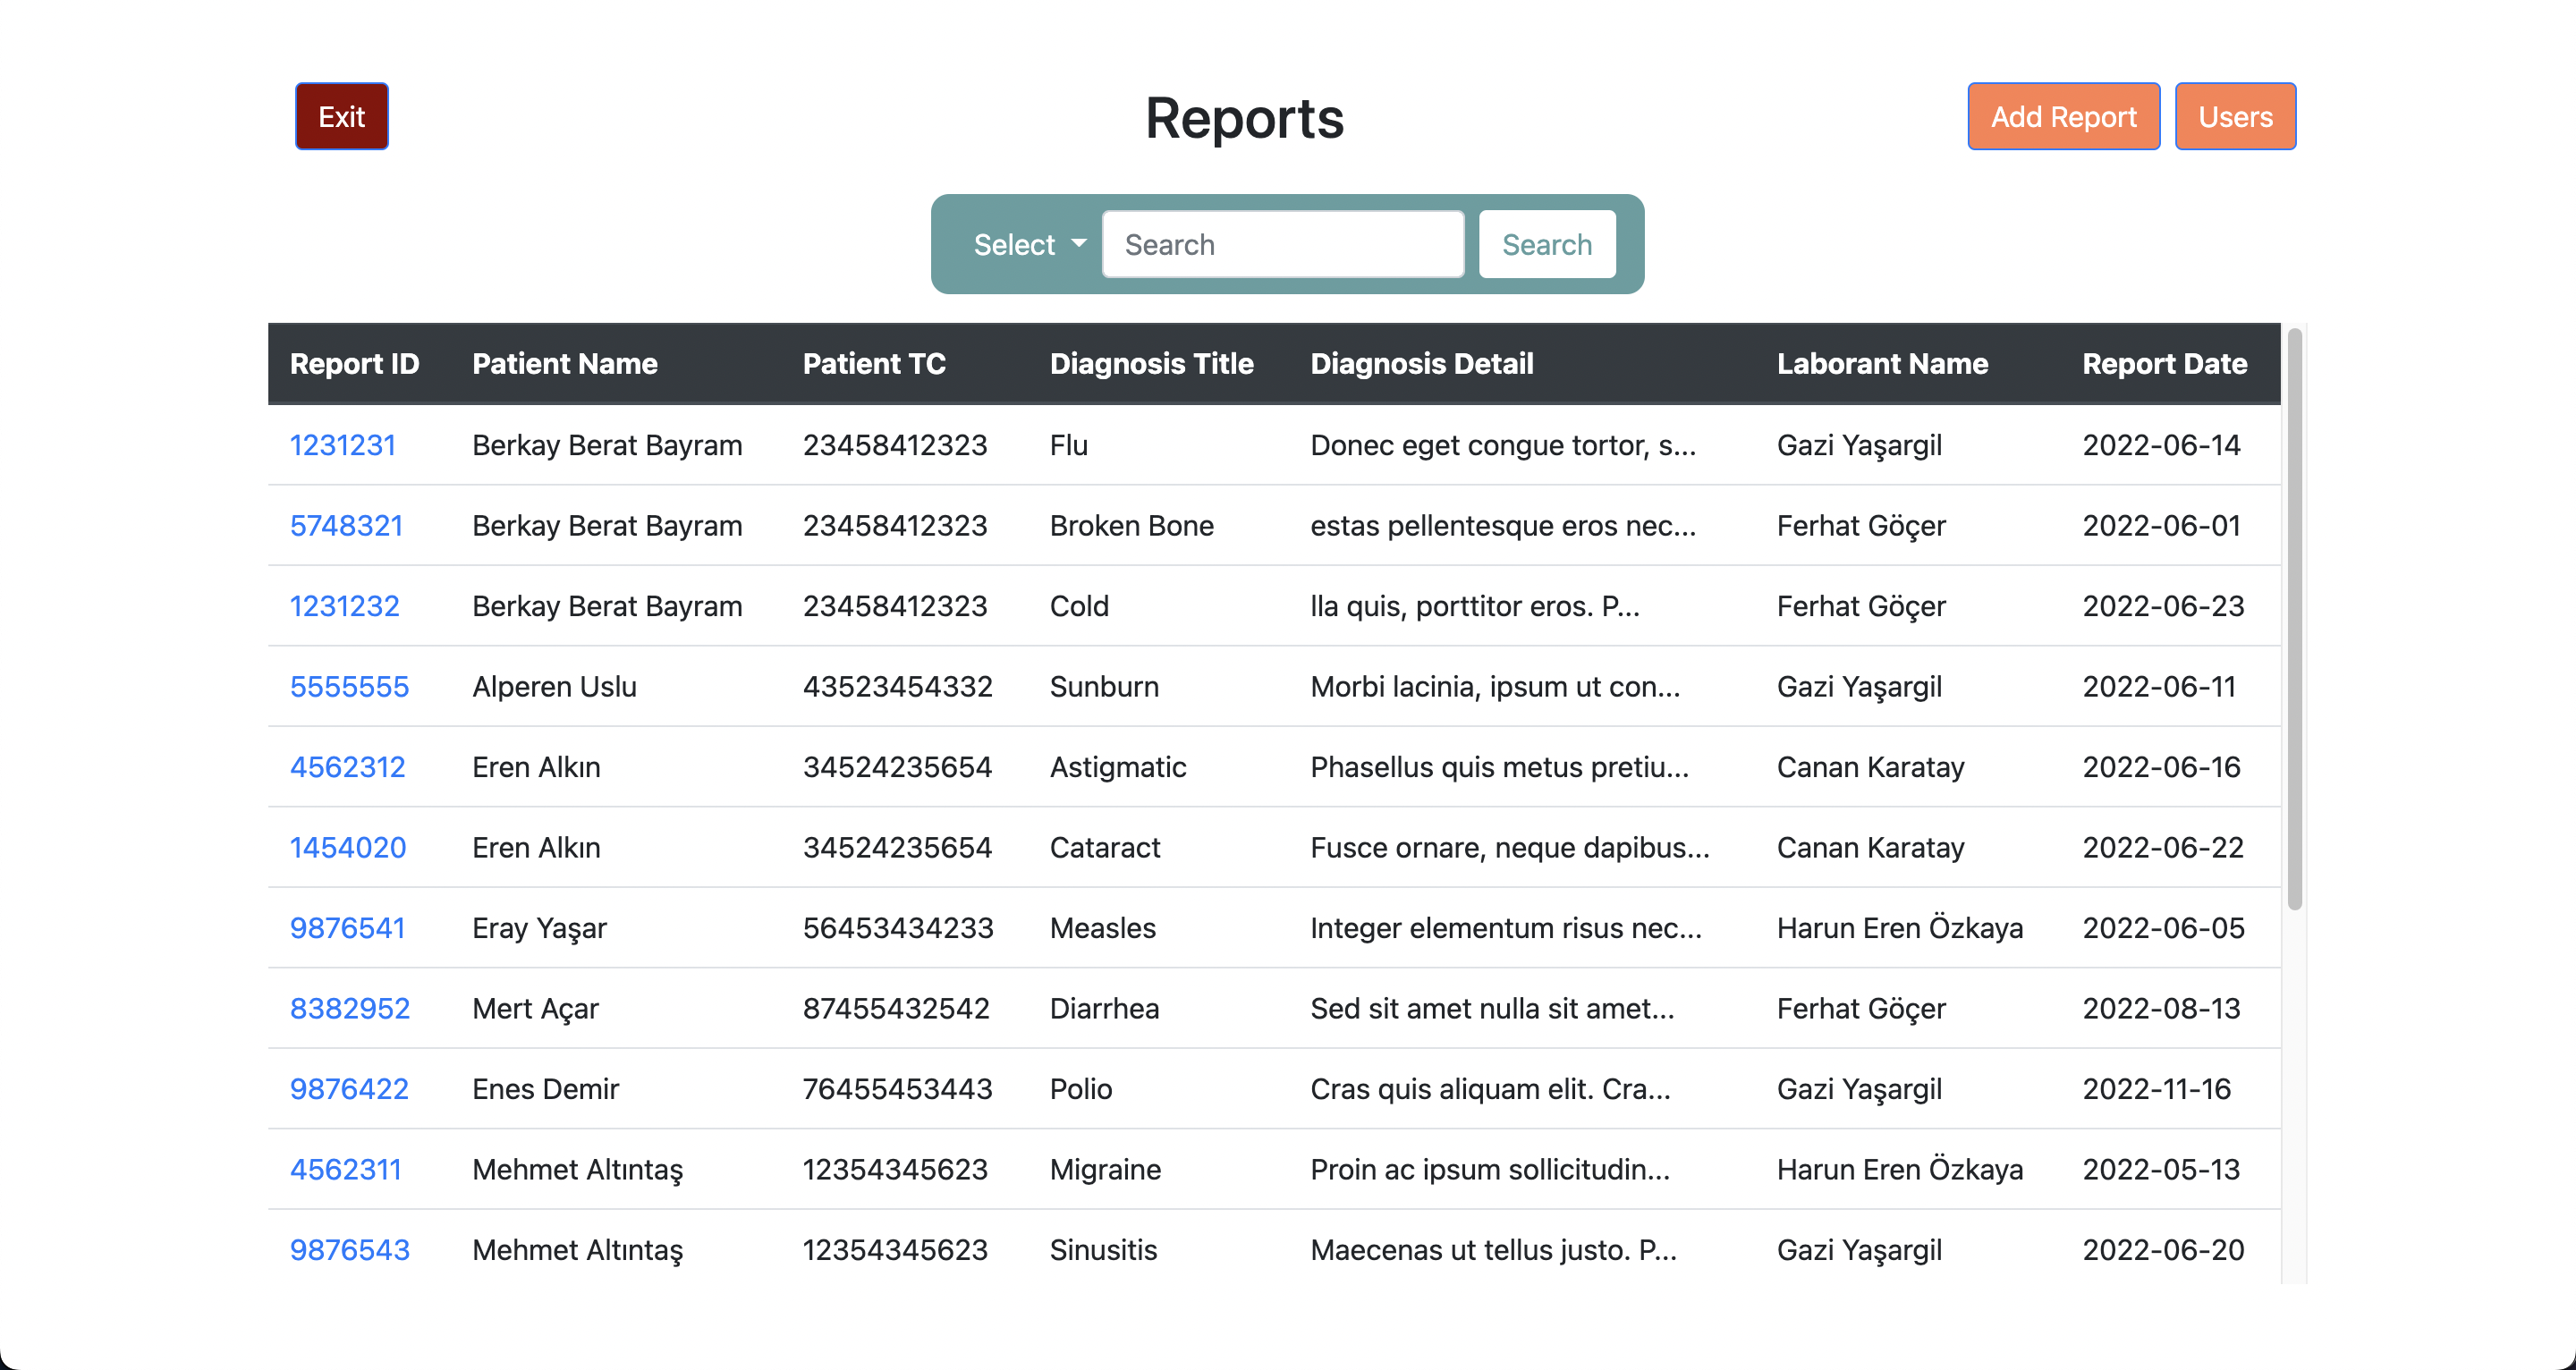 Exit Reports Add Report Users
Select Search Search
Report ID Patient Name Patient TC Diagnosis Title Diagnosis Detail Laborant Name Report Date
1231231 Berkay Berat Bayram 23458412323 Flu Donec eget congue tortor, s... Gazi Yaşargil 2022-06-14
5748321 Berkay Berat Bayram 23458412323 Broken Bone estas pellentesque eros nec... Ferhat Göçer 2022-06-01
1231232 Berkay Berat Bayram 23458412323 Cold lla quis, porttitor eros. P... Ferhat Göçer 2022-06-23
5555555 Alperen Uslu 43523454332 Sunburn Morbi lacinia, ipsum ut con... Gazi Yaşargil 2022-06-11
4562312 Eren Alkın 34524235654 Astigmatic Phasellus quis metus pretiu... Canan Karatay 2022-06-16
1454020 Eren Alkın 34524235654 Cataract Fusce ornare, neque dapibus... Canan Karatay 2022-06-22
9876541 Eray Yaşar 56453434233 Measles Integer elementum risus nec... Harun Eren Özkaya 2022-06-05
8382952 Mert Açar 87455432542 Diarrhea Sed sit amet nulla sit amet... Ferhat Göçer 2022-08-13
9876422 Enes Demir 76455453443 Polio Cras quis aliquam elit. Cra... Gazi Yaşargil 2022-11-16
4562311 Mehmet Altıntaş 12354345623 Migraine Proin ac ipsum sollicitudin... Harun Eren Özkaya 2022-05-13
9876543 Mehmet Altıntaş 12354345623 Sinusitis Maecenas ut tellus justo. P... Gazi Yaşargil 2022-06-20